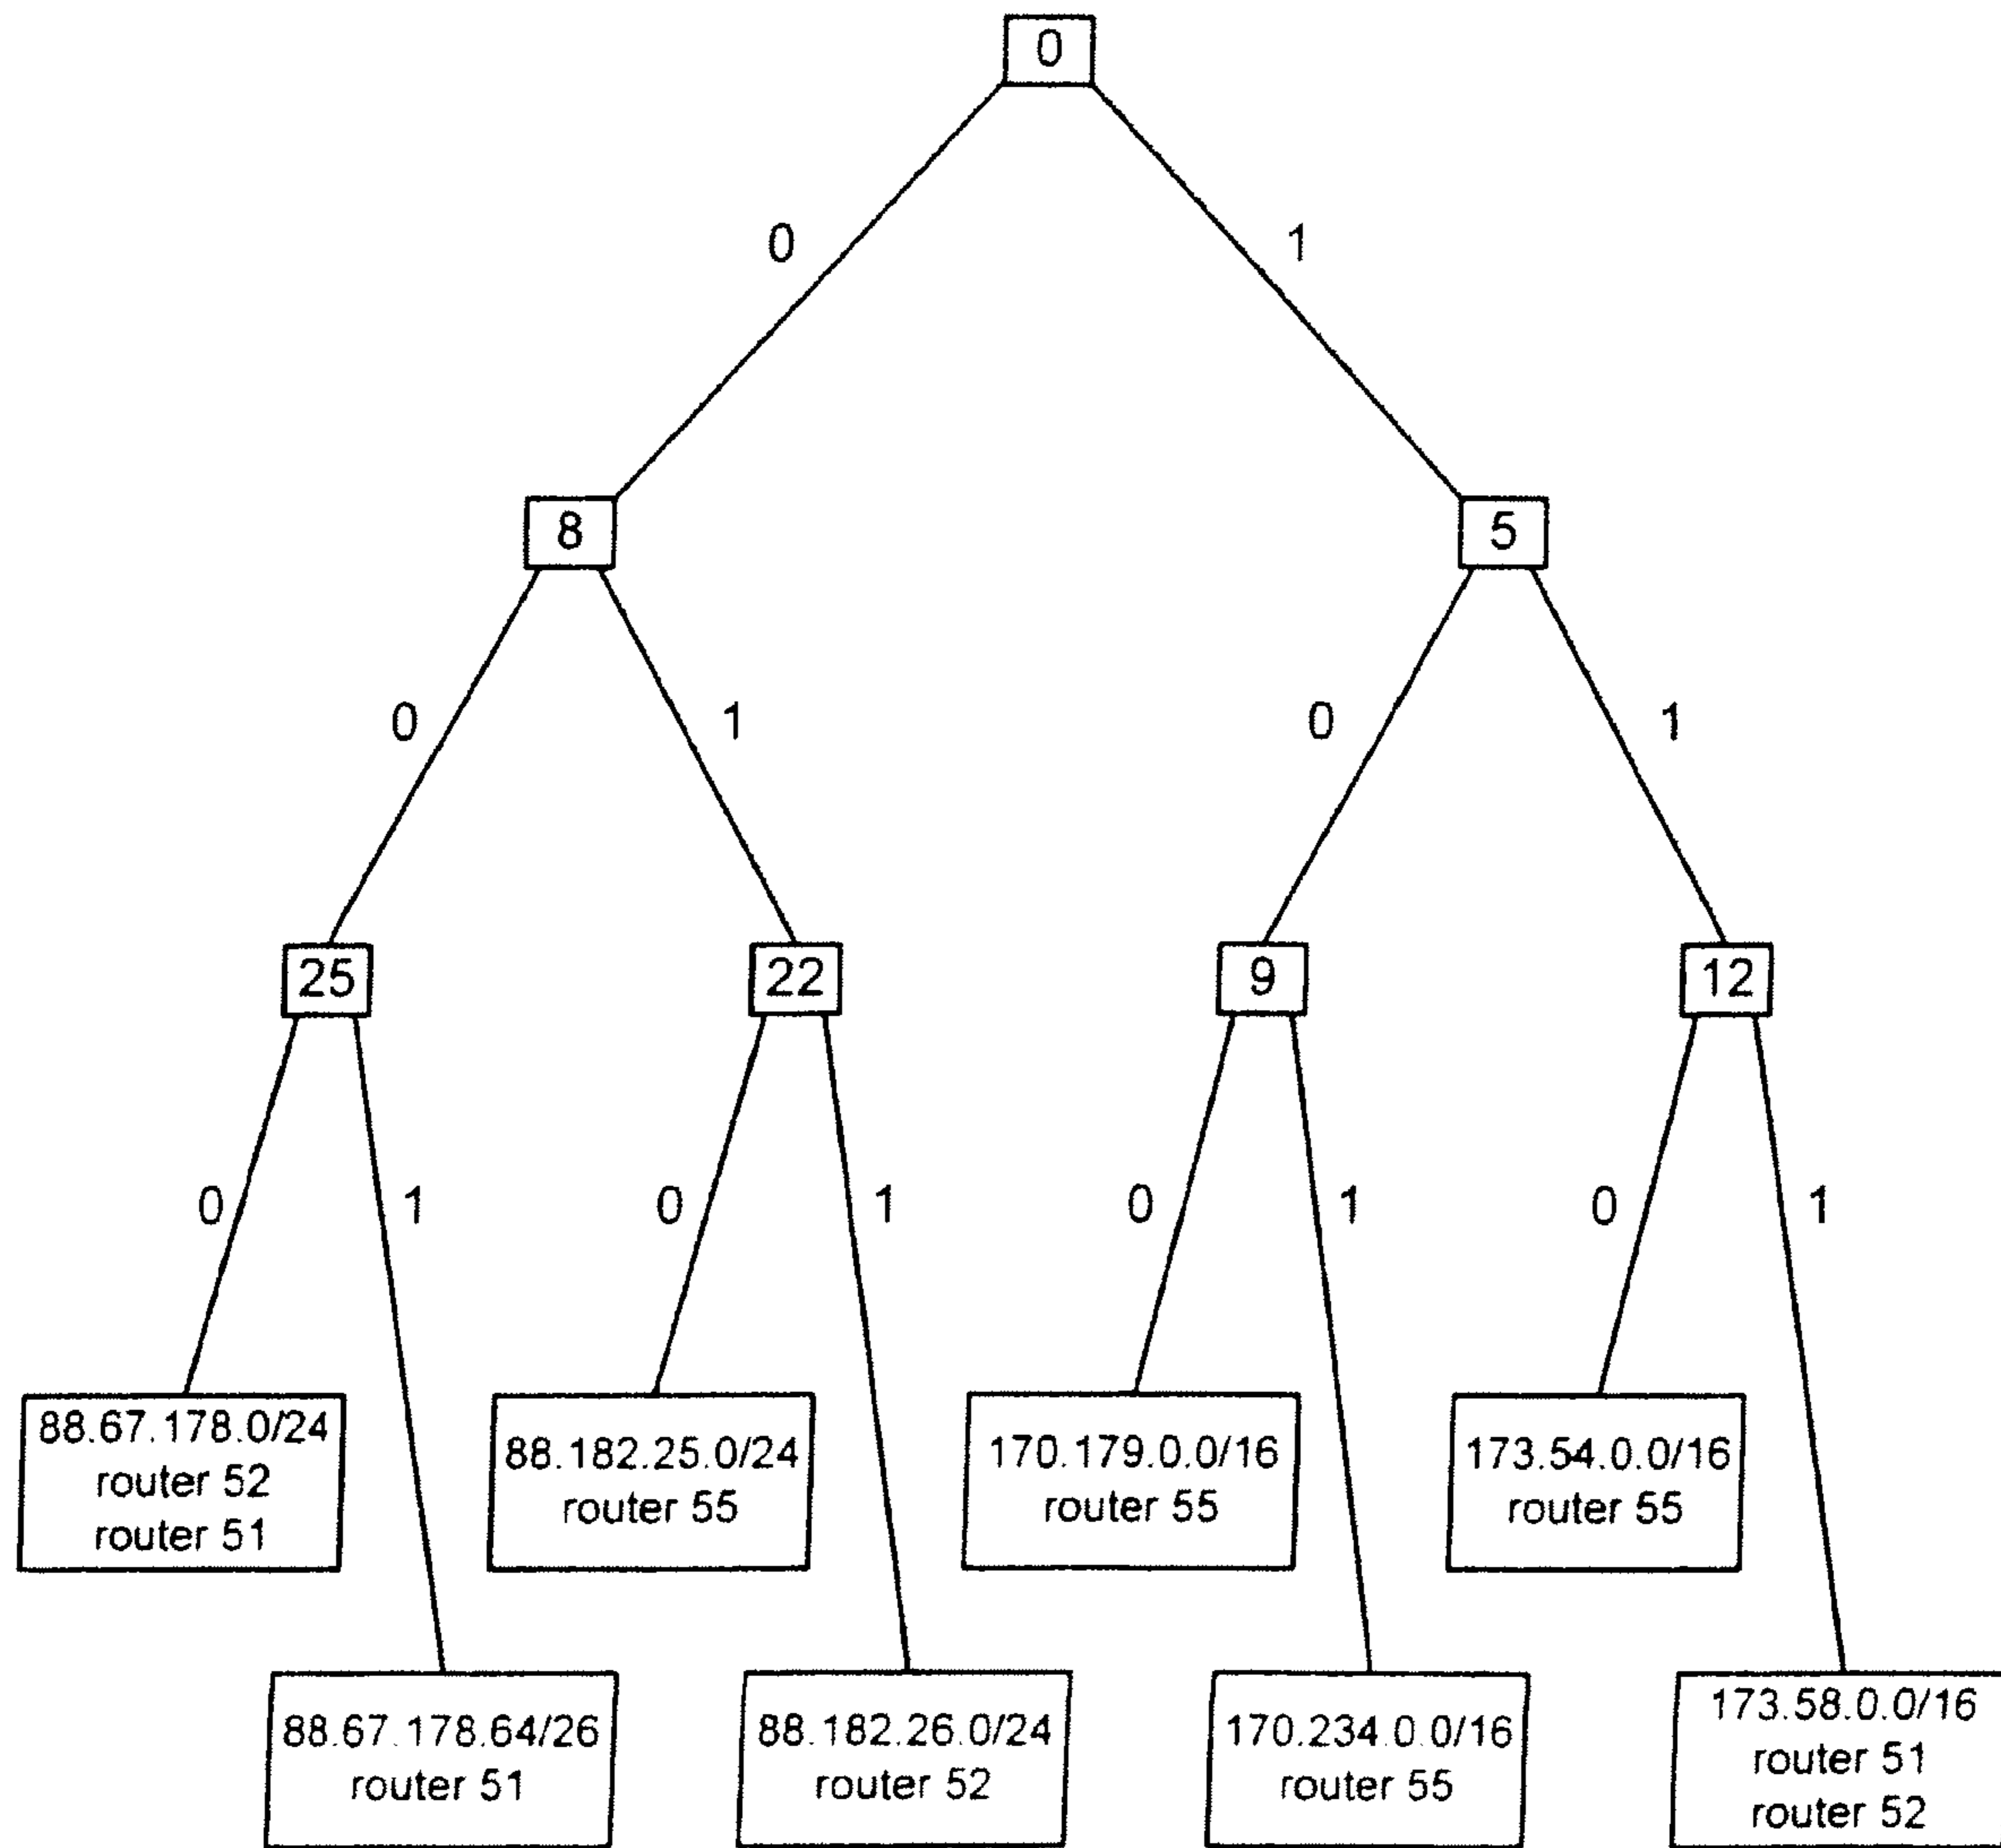 0
0
1
8
5
0
1
0
1
25
22
9
12
0
1
0
1
0
1
0
1
88.67.178.0/24
router 52
router 51
88.182.25.0/24
router 55
170.179.0.0/16
router 55
173.54.0.0/16
router 55
88.67.178.64/26
router 51
88.182.26.0/24
router 52
170.234.0.0/16
router 55
173.58.0.0/16
router 51
router 52